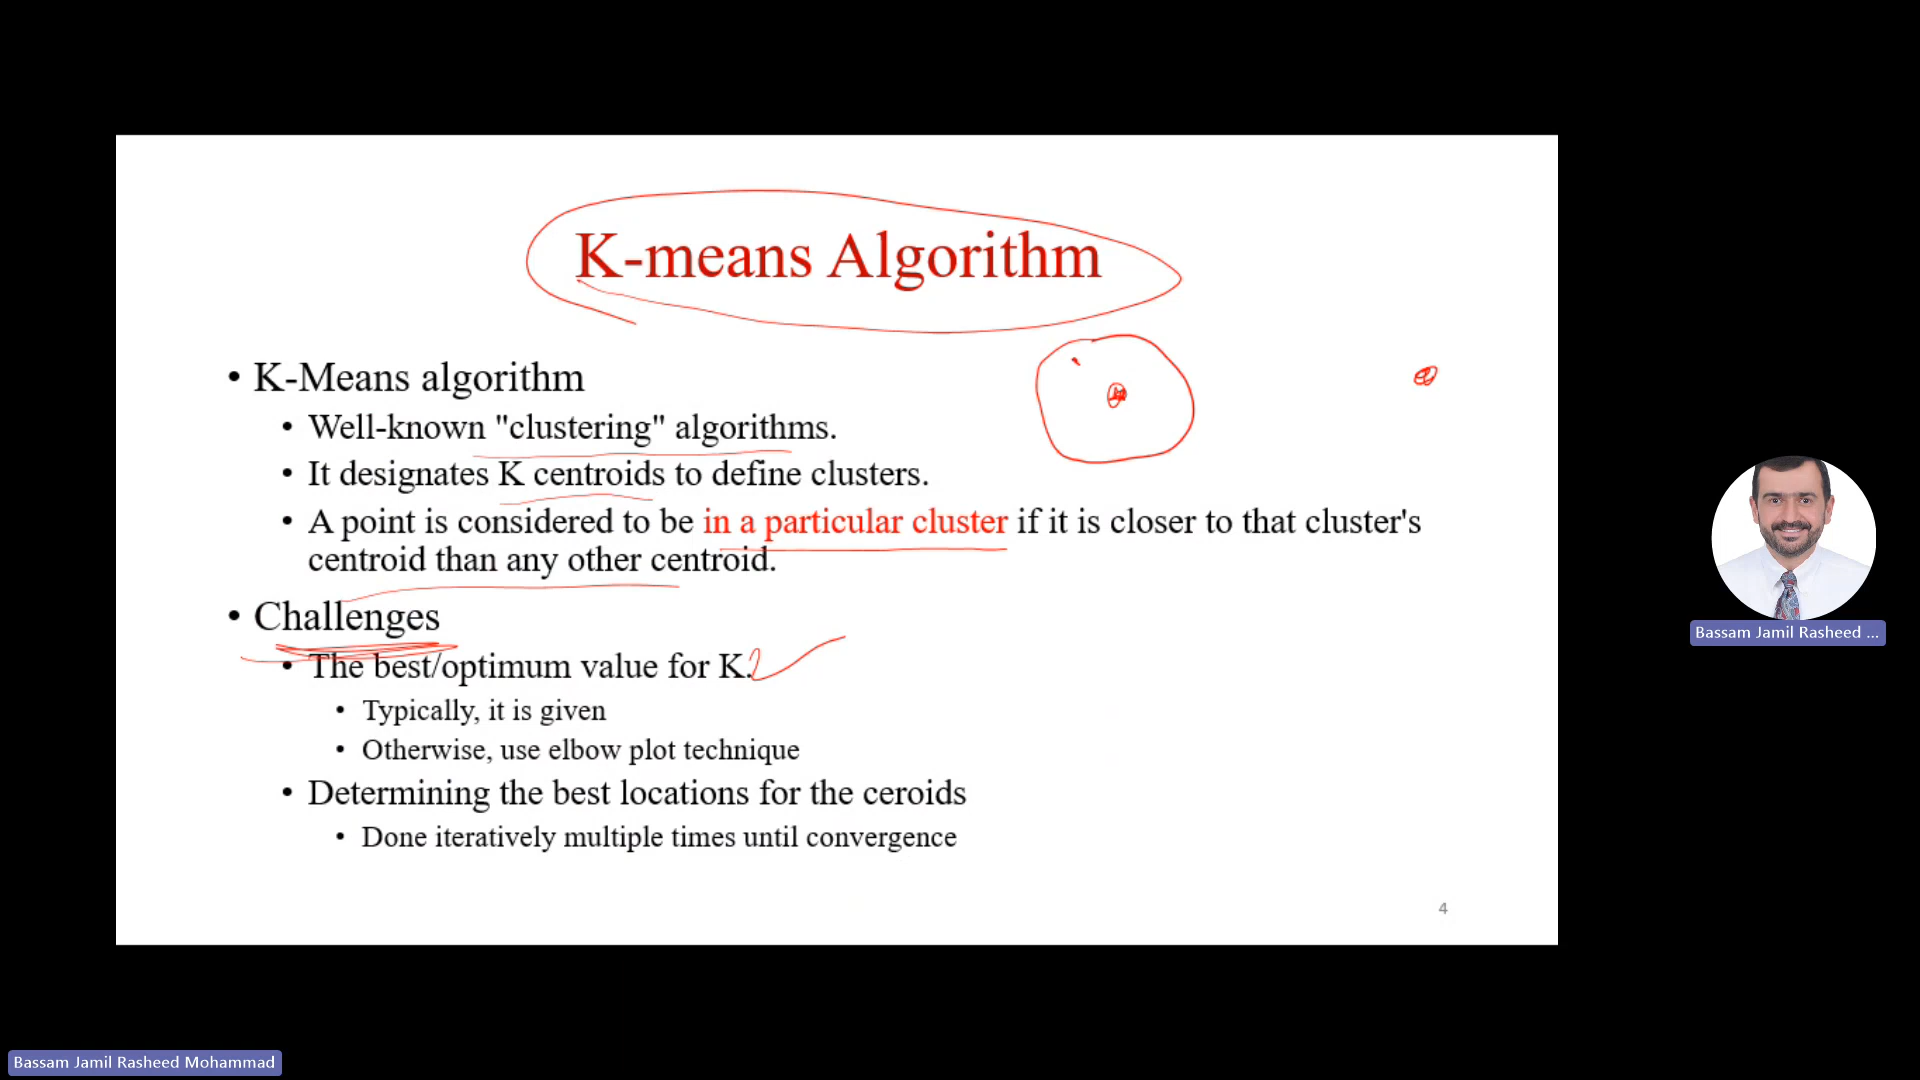 K-means Algorithm
• K-Means algorithm
• Well-known "clustering" algorithms.
• It designates K centroids to define clusters.
• A point is considered to be in a particular cluster if it is closer to that cluster's
centroid than any other centroid.
• Challenges
• The best/optimum value for K.
• Typically, it is given
• Otherwise, use elbow plot technique
• Determining the best locations for the ceroids
• Done iteratively multiple times until convergence
4
Bassam Jamil Rasheed ...
Bassam Jamil Rasheed Mohammad